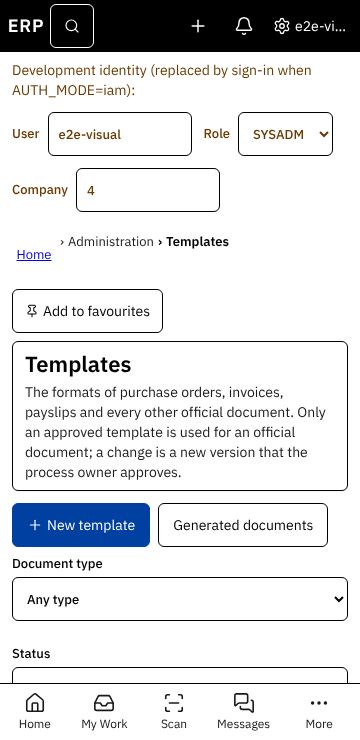 ERP
e2e-vi...
Development identity (replaced by sign-in when
AUTH_MODE=iam):
User
e2e-visual
Role
SYSADM
Company
4
Home
› Administration › Templates
Add to favourites
Templates
The formats of purchase orders, invoices,
payslips and every other official document. Only
an approved template is used for an official
document; a change is a new version that the
process owner approves.
New template
Generated documents
Document type
Any type
Status
Home
My Work
Scan
Messages
More